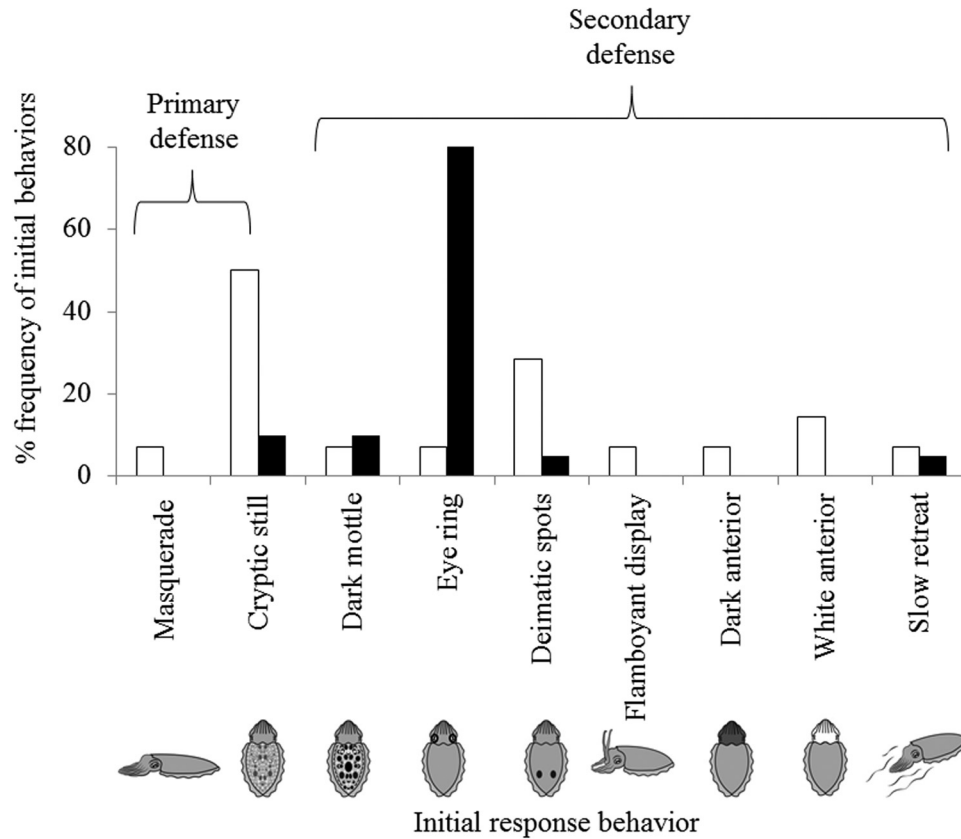 Secondary
defense
Primary
defense
% frequency of initial behaviors
80
60
40
20
0
Masquerade
Cryptic still
Dark mottle
Eye ring
Deimatic spots
Flamboyant display
Dark anterior
White anterior
Slow retreat
Initial response behavior